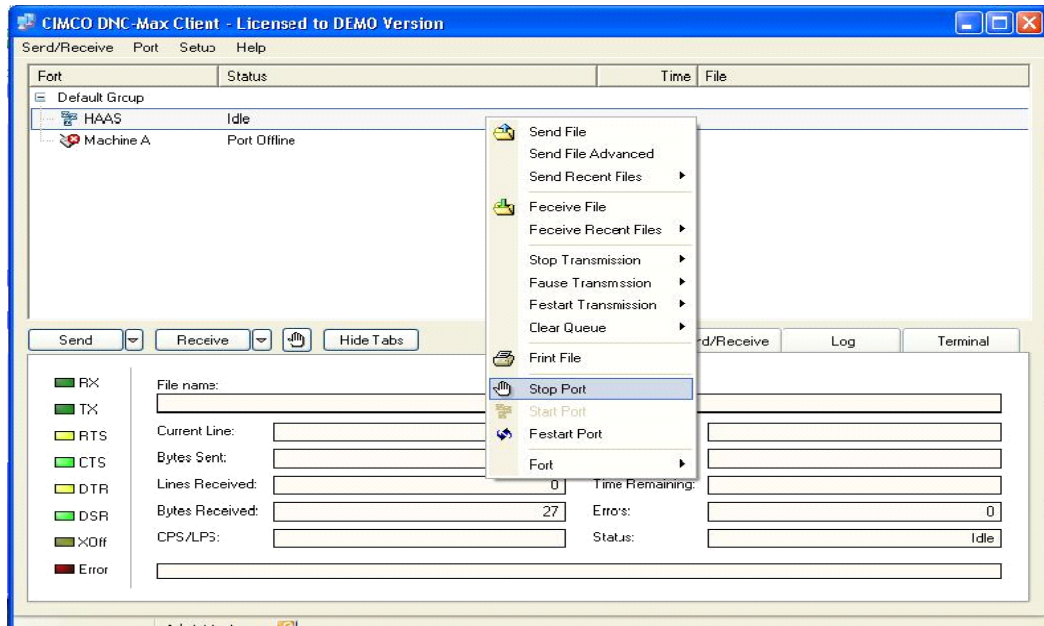 CIMCO DNC-Max Client - Licensed to DEMO Version
Serd/Receive Port Setup Help
Fort Status Time File
Default Grcup
HAAS Idle
Machine A Port Offline
Send File
Send File Advanced
Send Recent Files
Feceive File
Feceive Recent Files
Stop Transmission
Fause Transmssion
Festart Transmission
Clear Queue
Frint File
Stop Port
Start Port
Festart Port
Fort
Send Receive Hide Tabs rd/Receive Log Terminal
RX File name:
TX
RTS Current Line:
CTS Bytes Sent:
DTR Lines Received: 0 Time Remaining:
DSR Bytes Received: 27 Erro's: 0
XOff CPS/LPS: Status: Idle
Error